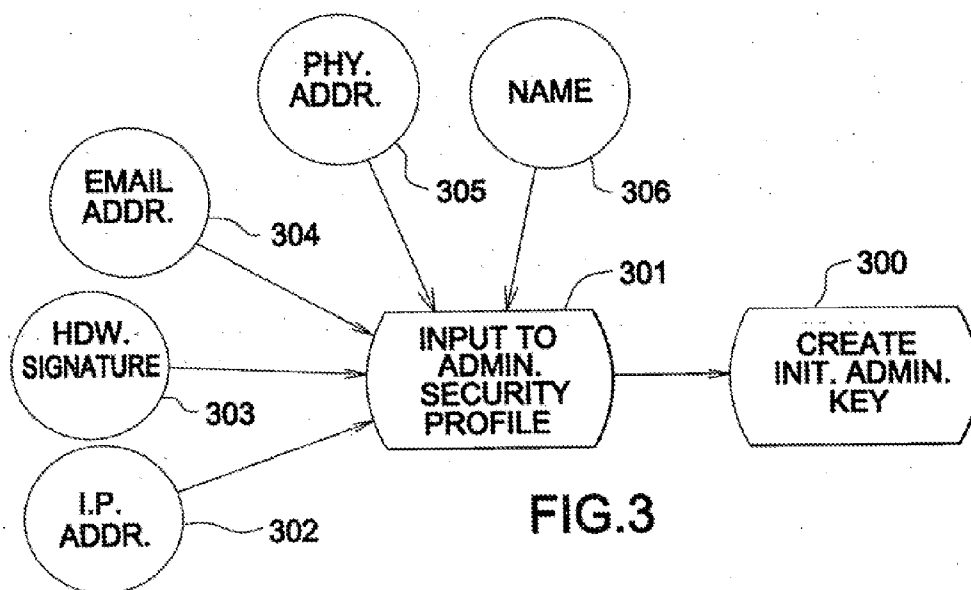 PHY.
ADDR.
305
NAME
306
EMAIL
ADDR.
304
HDW.
SIGNATURE
303
I.P.
ADDR.
302
INPUT TO
ADMIN.
SECURITY
PROFILE
301
CREATE
INIT. ADMIN.
KEY
300
FIG.3